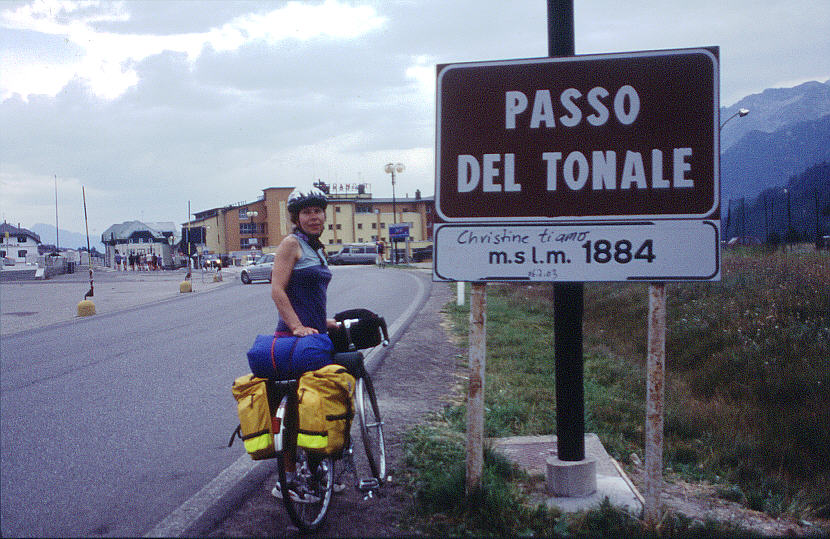 PASSO
DEL TONALE
Christine ti amo
m.s l.m. 1884